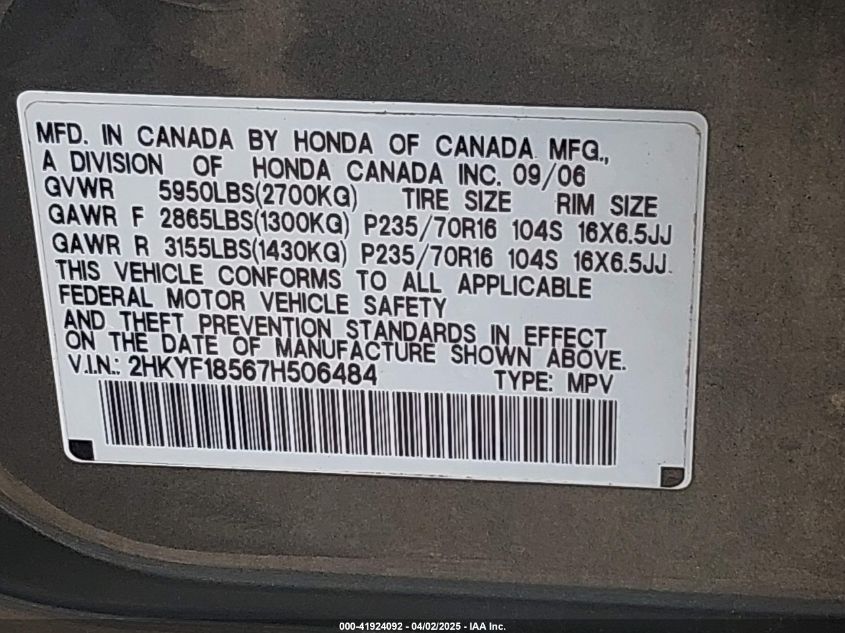 MFD. IN CANADA BY HONDA OF CANADA MFG.,
A DIVISION OF HONDA CANADA INC. 09/06
GVWR 5950LBS(2700KG) TIRE SIZE RIM SIZE
GAWR F 2865LBS(1300KG) P235/70R16 104S 16X6.5JJ
GAWR R 3155LBS(1430KG) P235/70R16 104S 16X6.5JJ
THIS VEHICLE CONFORMS TO ALL APPLICABLE
FEDERAL MOTOR VEHICLE SAFETY
AND THEFT PREVENTION STANDARDS IN EFFECT
ON THE DATE OF MANUFACTURE SHOWN ABOVE.
V.I.N.: 2HKYF18567H506484 TYPE: MPV
000-41924092 - 04/02/2025 - IAA Inc.